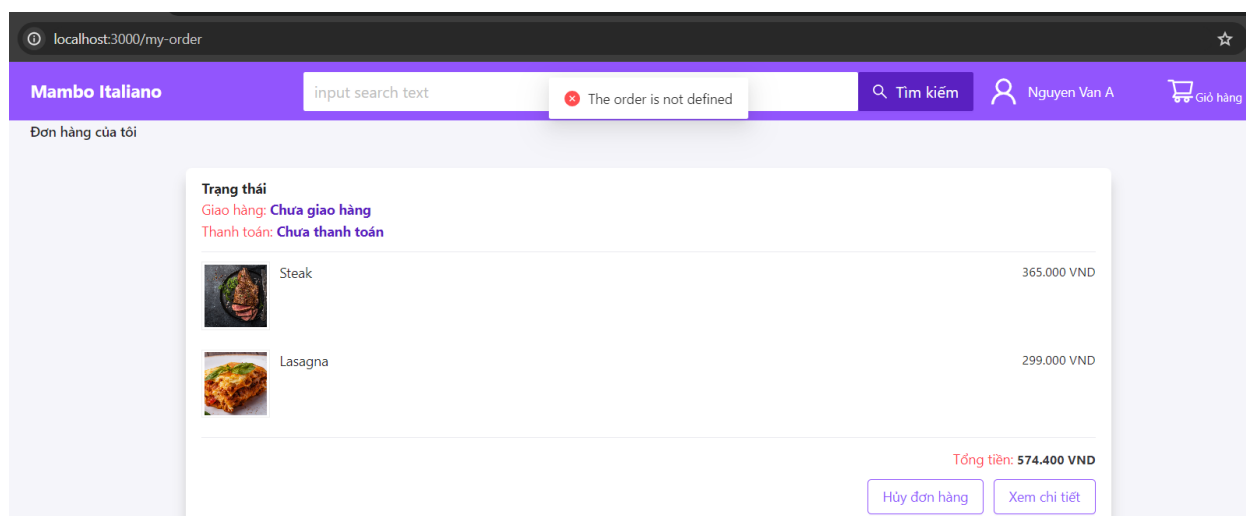 localhost:3000/my-order
Mambo Italiano
input search text
The order is not defined
Tìm kiếm
Nguyen Van A
Giỏ hàng
Đơn hàng của tôi
Trạng thái
Giao hàng: Chưa giao hàng
Thanh toán: Chưa thanh toán
Steak 365.000 VND
Lasagna 299.000 VND
Tổng tiền: 574.400 VND
Hủy đơn hàng Xem chi tiết